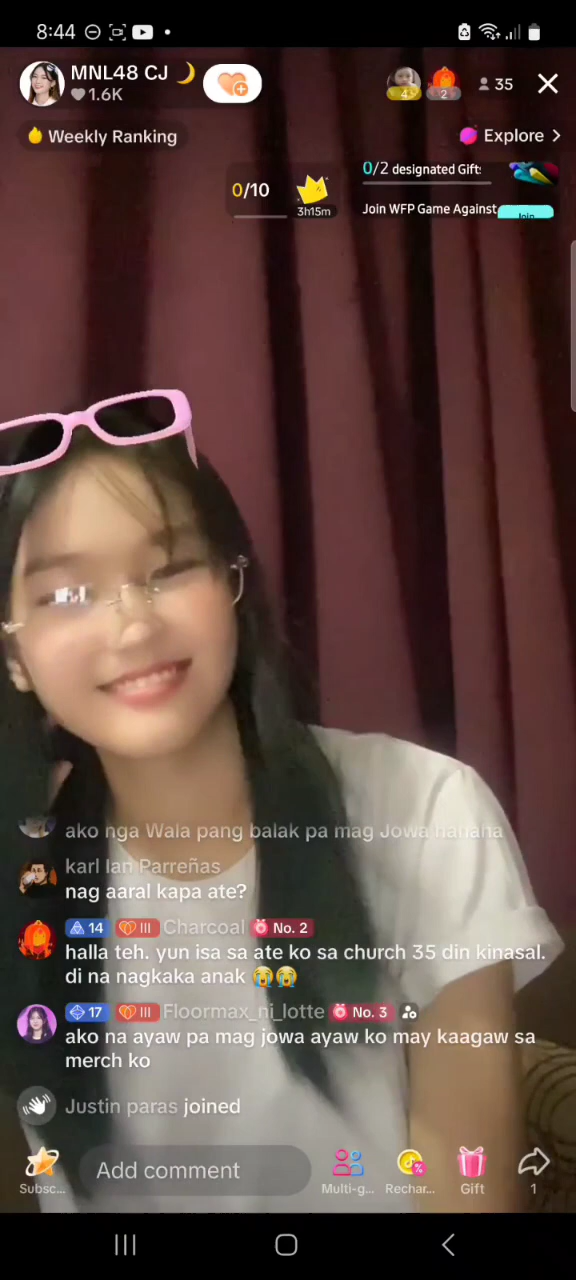 8:44
MNL48 CJ 🌙
1.6K
4
2
35
Weekly Ranking
Explore >
0/10
3h15m
0/2 designated Gift
Join WFP Game Against
Join
ako nga Wala pang balak pa mag Jowa hahaha
karl Ian Parreñas
nag aaral kapa ate?
14 III Charcoal No. 2
halla teh. yun isa sa ate ko sa church 35 din kinasal.
di na nagkaka anak 😭😭
17 III Floormax_ni_lotte No. 3
ako na ayaw pa mag jowa ayaw ko may kaagaw sa
merch ko
Justin paras joined
Add comment
Subsc...
Multi-g...
Rechar...
Gift
1